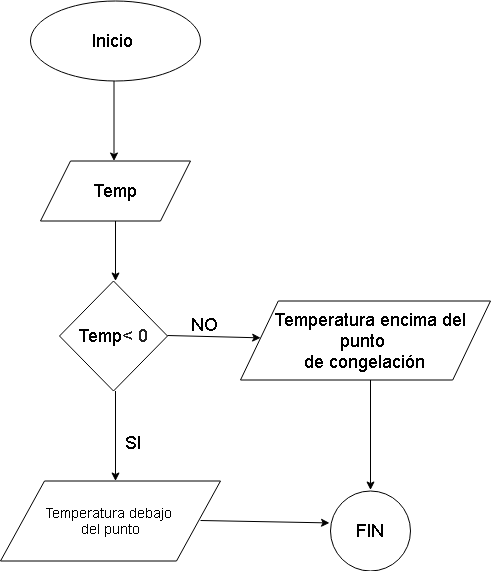 Inicio
Temp
Temp< 0
NO
Temperatura encima del
punto
de congelación
SI
Temperatura debajo
del punto
FIN